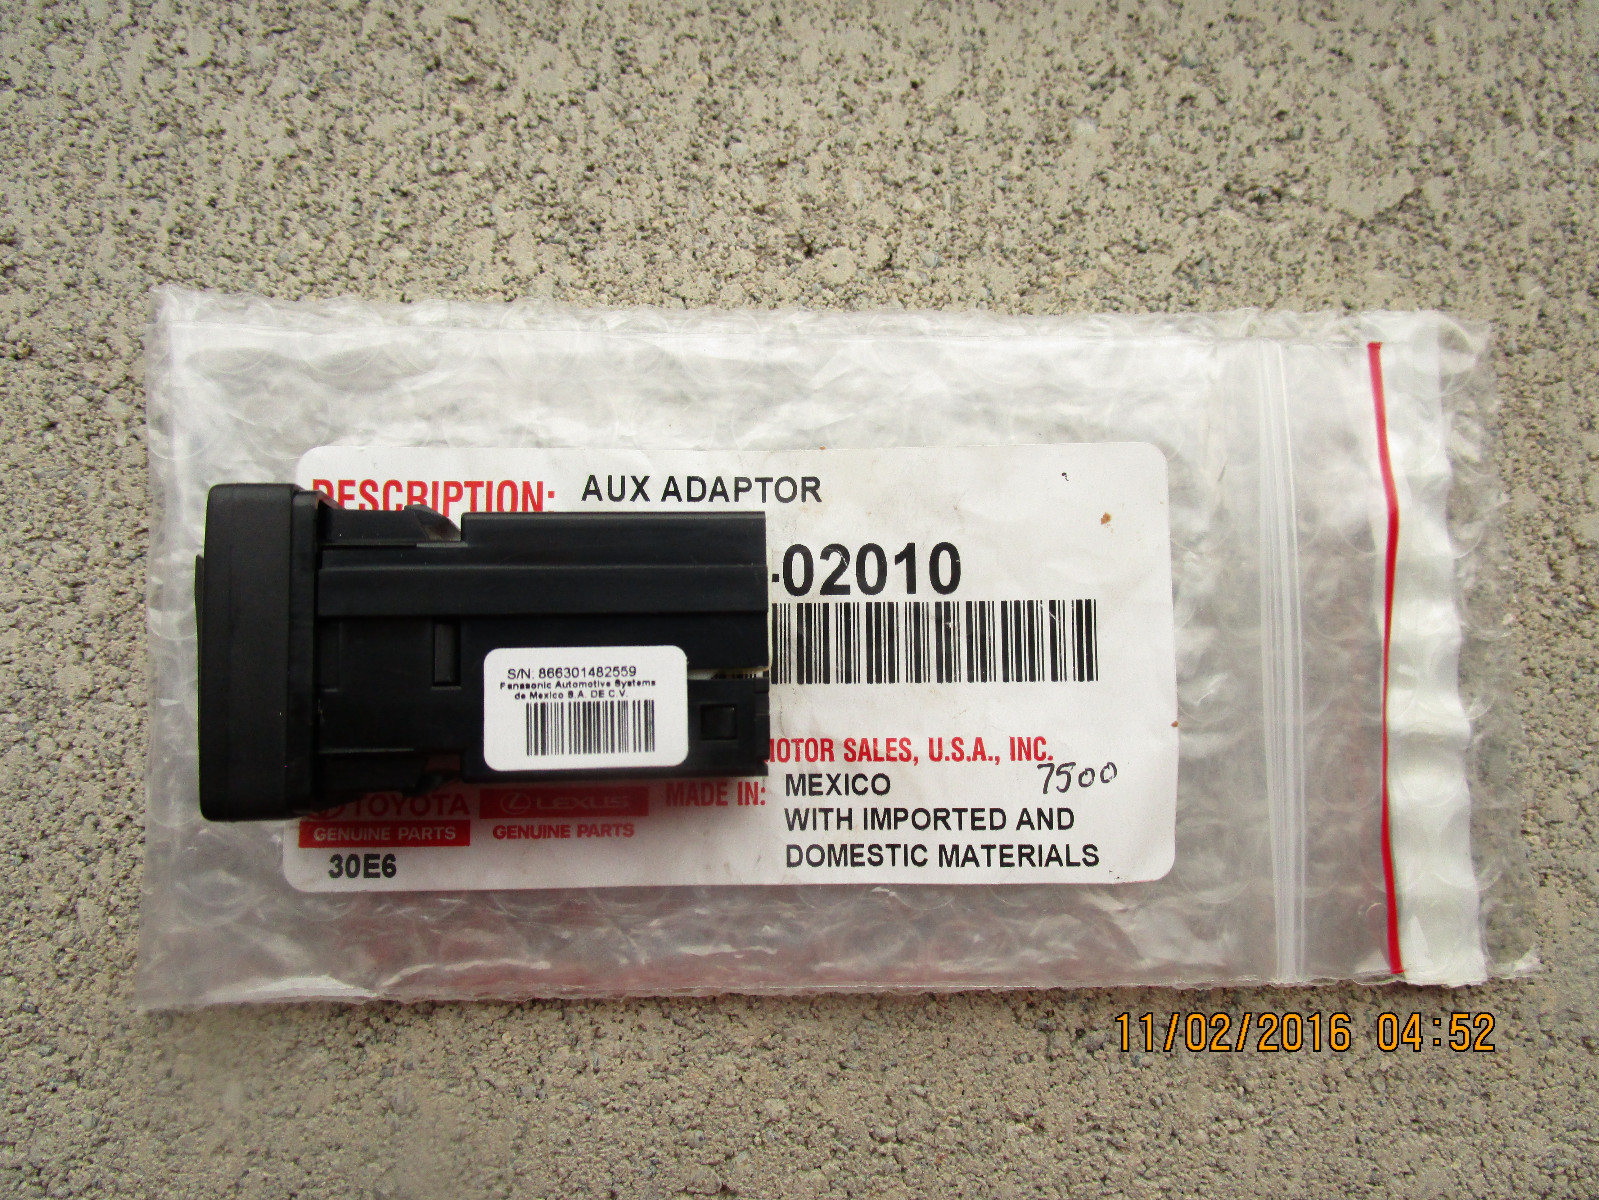 DESCRIPTION: AUX ADAPTOR
-02010
S/N: 866301482559
Panasonic Automotive Systems
de Mexico S.A. DE C.V.
MOTOR SALES, U.S.A., INC.
MADE IN: MEXICO 7500
WITH IMPORTED AND
DOMESTIC MATERIALS
TOYOTA LEXUS
GENUINE PARTS GENUINE PARTS
30E6
11/02/2016 04:52